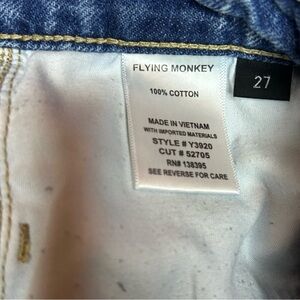 FLYING MONKEY
27
100% COTTON
MADE IN VIETNAM
WITH IMPORTED MATERIALS
STYLE # Y3920
CUT # 52705
RN# 138395
SEE REVERSE FOR CARE